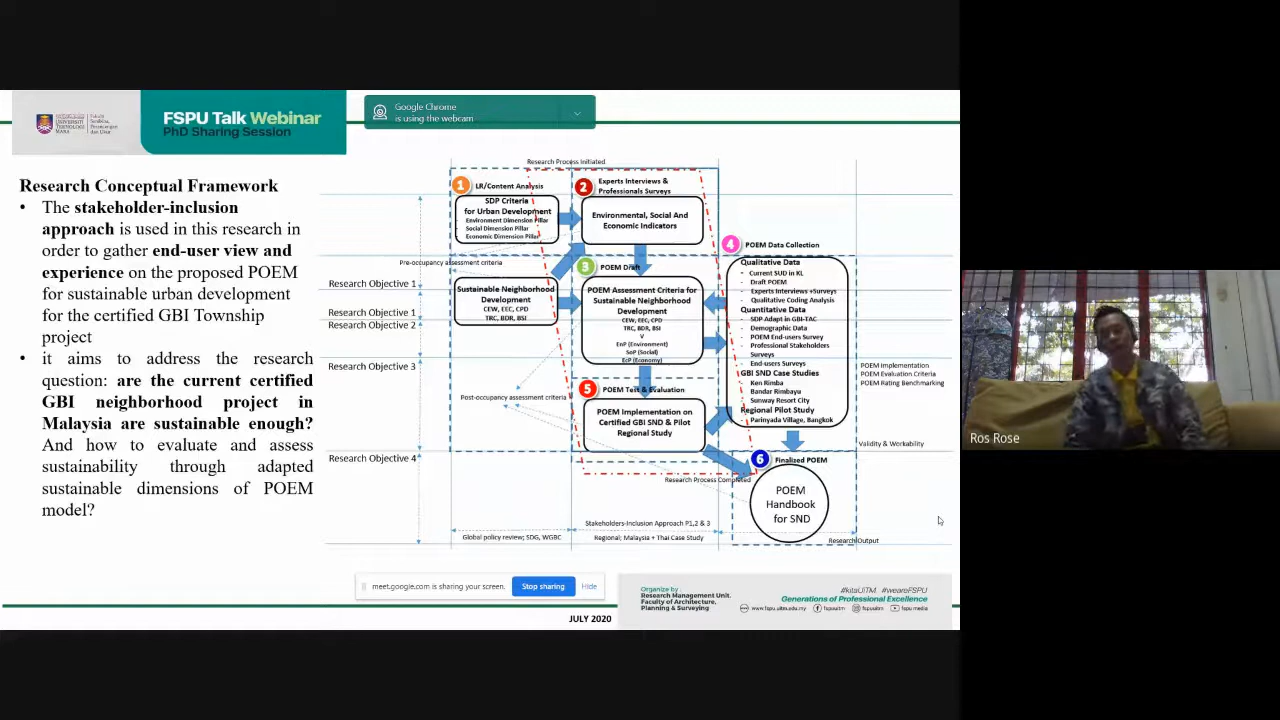 UNIVERSITI
TEKNOLOGI
MARA
FSPU Talk Webinar
PhD Sharing Session
Google Chrome
is using the webcam
Research Conceptual Framework
• The stakeholder-inclusion
approach is used in this research in
order to gather end-user view and
experience on the proposed POEM
for sustainable urban development
for the certified GBI Township
project
• it aims to address the research
question: are the current certified
GBI neighborhood project in
Malaysia are sustainable enough?
And how to evaluate and assess
sustainability through adapted
sustainable dimensions of POEM
model?
Research Process Initiated
1 LR/Content Analysis
SDP Criteria
for Urban Development
Environment Dimension Pillar
Social Dimension Pillar
Economic Dimension Pillar
2 Experts Interviews &
Professionals Surveys
Environmental, Social And
Economic Indicators
Pre-occupancy assessment criteria
Research Objective 1
Research Objective 1
Research Objective 2
Research Objective 3
Research Objective 4
Sustainable Neighborhood
Development
CEW, EEC, CPD
TRC, BDR, BSI
3 POEM Draft
POEM Assessment Criteria for
Sustainable Neighborhood
Development
CEW, EEC, CPD
TRC, BDR, BSI
V
EnP (Environment)
SoP (Social)
EcP (Economy)
4 POEM Data Collection
Qualitative Data
- Current SUD in KL
- Draft POEM
- Experts Interviews +Surveys
- Qualitative Coding Analysis
Quantitative Data
- SDP Adapt in GBI-TAC
- Demographic Data
- POEM End-users Survey
- Professional Stakeholders
Surveys
- End-users Surveys
GBI SND Case Studies
Ken Rimba
Bandar Rimbayu
Sunway Resort City
Regional Pilot Study
Parinyada Village, Bangkok
POEM Implementation
POEM Evaluation Criteria
POEM Rating Benchmarking
Post-occupancy assessment criteria
5 POEM Test & Evaluation
POEM Implementation on
Certified GBI SND & Pilot
Regional Study
Validity & Workability
6 Finalized POEM
POEM
Handbook
for SND
Research Process Completed
Stakeholders-Inclusion Approach P1,2 & 3
Global policy review; SDG, WGBC
Regional; Malaysia + Thai Case Study
Research Output
meet.google.com is sharing your screen.
Stop sharing
Hide
Organize by :
Research Management Unit.
Faculty of Architecture,
Planning & Surveying
#kitaUiTM #weareFSPU
Generations of Professional Excellence
www.fspu.uitm.edu.my
fspuuitm
fspuuitm
fspu media
JULY 2020
Ros Rose